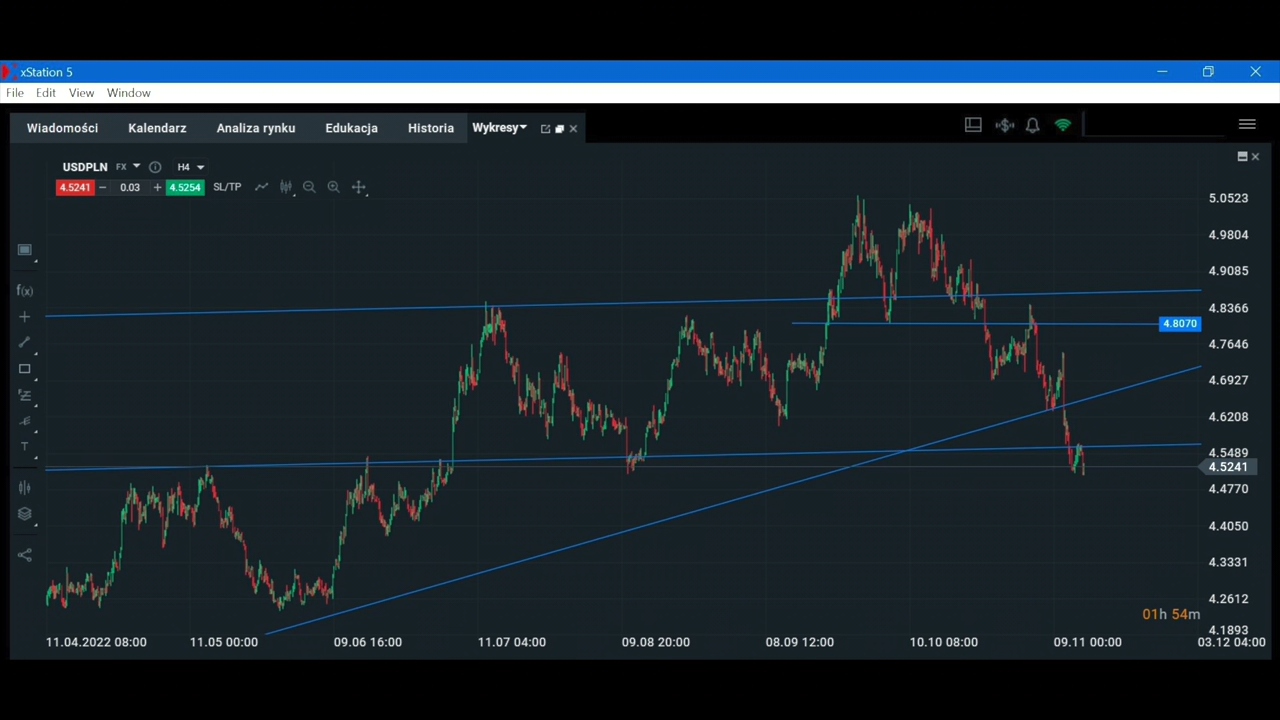 xStation 5
File Edit View Window
Wiadomości Kalendarz Analiza rynku Edukacja Historia Wykresy
USDPLN FX H4
4.5241 − 0.03 + 4.5254 SL/TP
5.0523
4.9804
4.9085
f(x)
4.8366
4.8070
4.7646
4.6927
4.6208
T
4.5489
4.5241
4.4770
4.4050
4.3331
4.2612
01h 54m
4.1893
11.04.2022 08:00 11.05 00:00 09.06 16:00 11.07 04:00 09.08 20:00 08.09 12:00 10.10 08:00 09.11 00:00 03.12 04:00